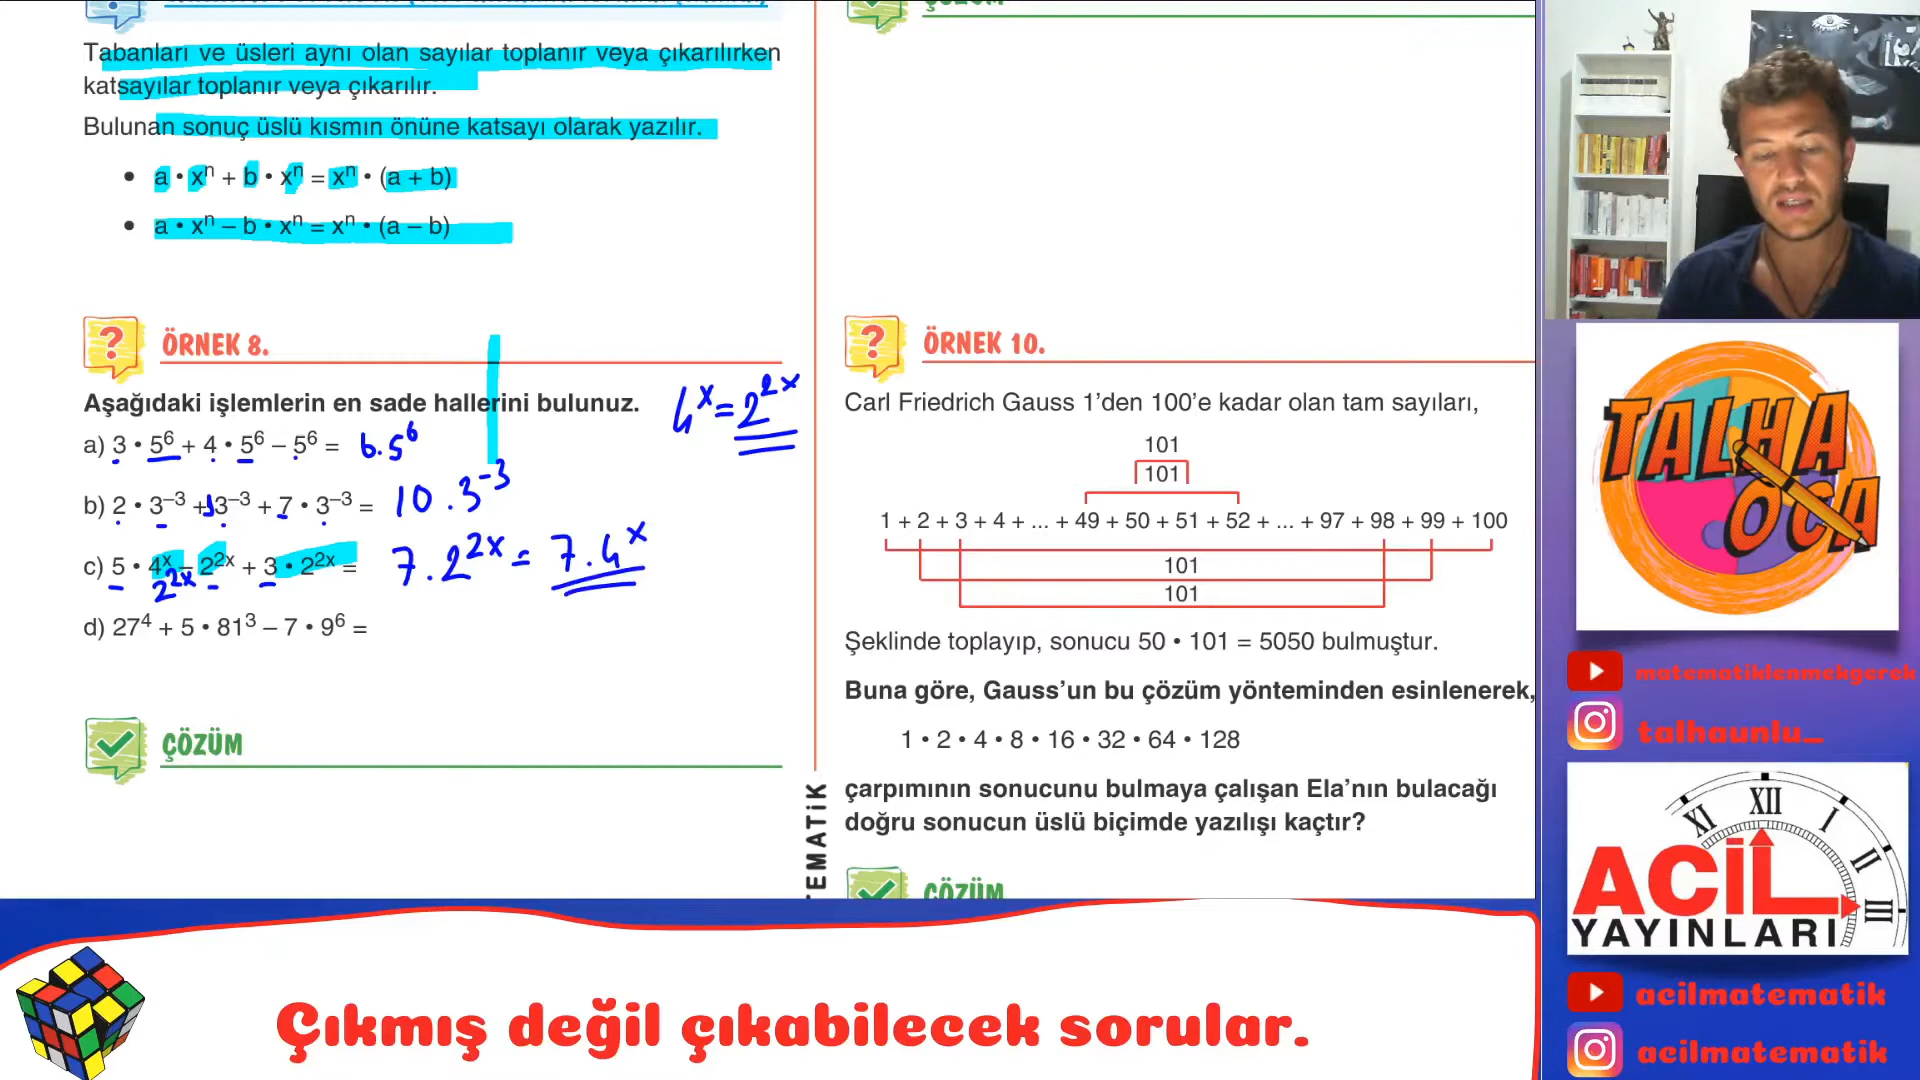 Tabanları ve üsleri aynı olan sayılar toplanır veya çıkarılırken
katsayılar toplanır veya çıkarılır.
Bulunan sonuç üslü kısmın önüne katsayı olarak yazılır.
• a • xⁿ + b • xⁿ = xⁿ • (a + b)
• a • xⁿ – b • xⁿ = xⁿ • (a – b)
? ÖRNEK 8.
Aşağıdaki işlemlerin en sade hallerini bulunuz.
4ˣ = 2²ˣ
a) 3 • 5⁶ + 4 • 5⁶ – 5⁶ = 6.5⁶
b) 2 • 3⁻³ + 3⁻³ + 7 • 3⁻³ = 10.3⁻³
c) 5 • 4ˣ – 2²ˣ + 3 • 2²ˣ = 7.2²ˣ = 7.4ˣ
2²ˣ
d) 27⁴ + 5 • 81³ – 7 • 9⁶ =
ÇÖZÜM
ÇÖZÜM
? ÖRNEK 10.
Carl Friedrich Gauss 1’den 100’e kadar olan tam sayıları,
101
101
1 + 2 + 3 + 4 + ... + 49 + 50 + 51 + 52 + ... + 97 + 98 + 99 + 100
101
101
Şeklinde toplayıp, sonucu 50 • 101 = 5050 bulmuştur.
Buna göre, Gauss’un bu çözüm yönteminden esinlenerek,
1 • 2 • 4 • 8 • 16 • 32 • 64 • 128
çarpımının sonucunu bulmaya çalışan Ela’nın bulacağı
doğru sonucun üslü biçimde yazılışı kaçtır?
ÇÖZÜM
TALHA
OCA
matematiklenmekgerek
talhaunlu_
XI XII I II III
ACİL
YAYINLARI
acilmatematik
acilmatematik
Çıkmış değil çıkabilecek sorular.